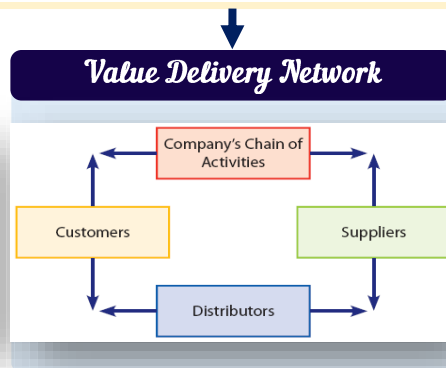 Value Delivery Network
Company's Chain of
Activities
Customers
Suppliers
Distributors